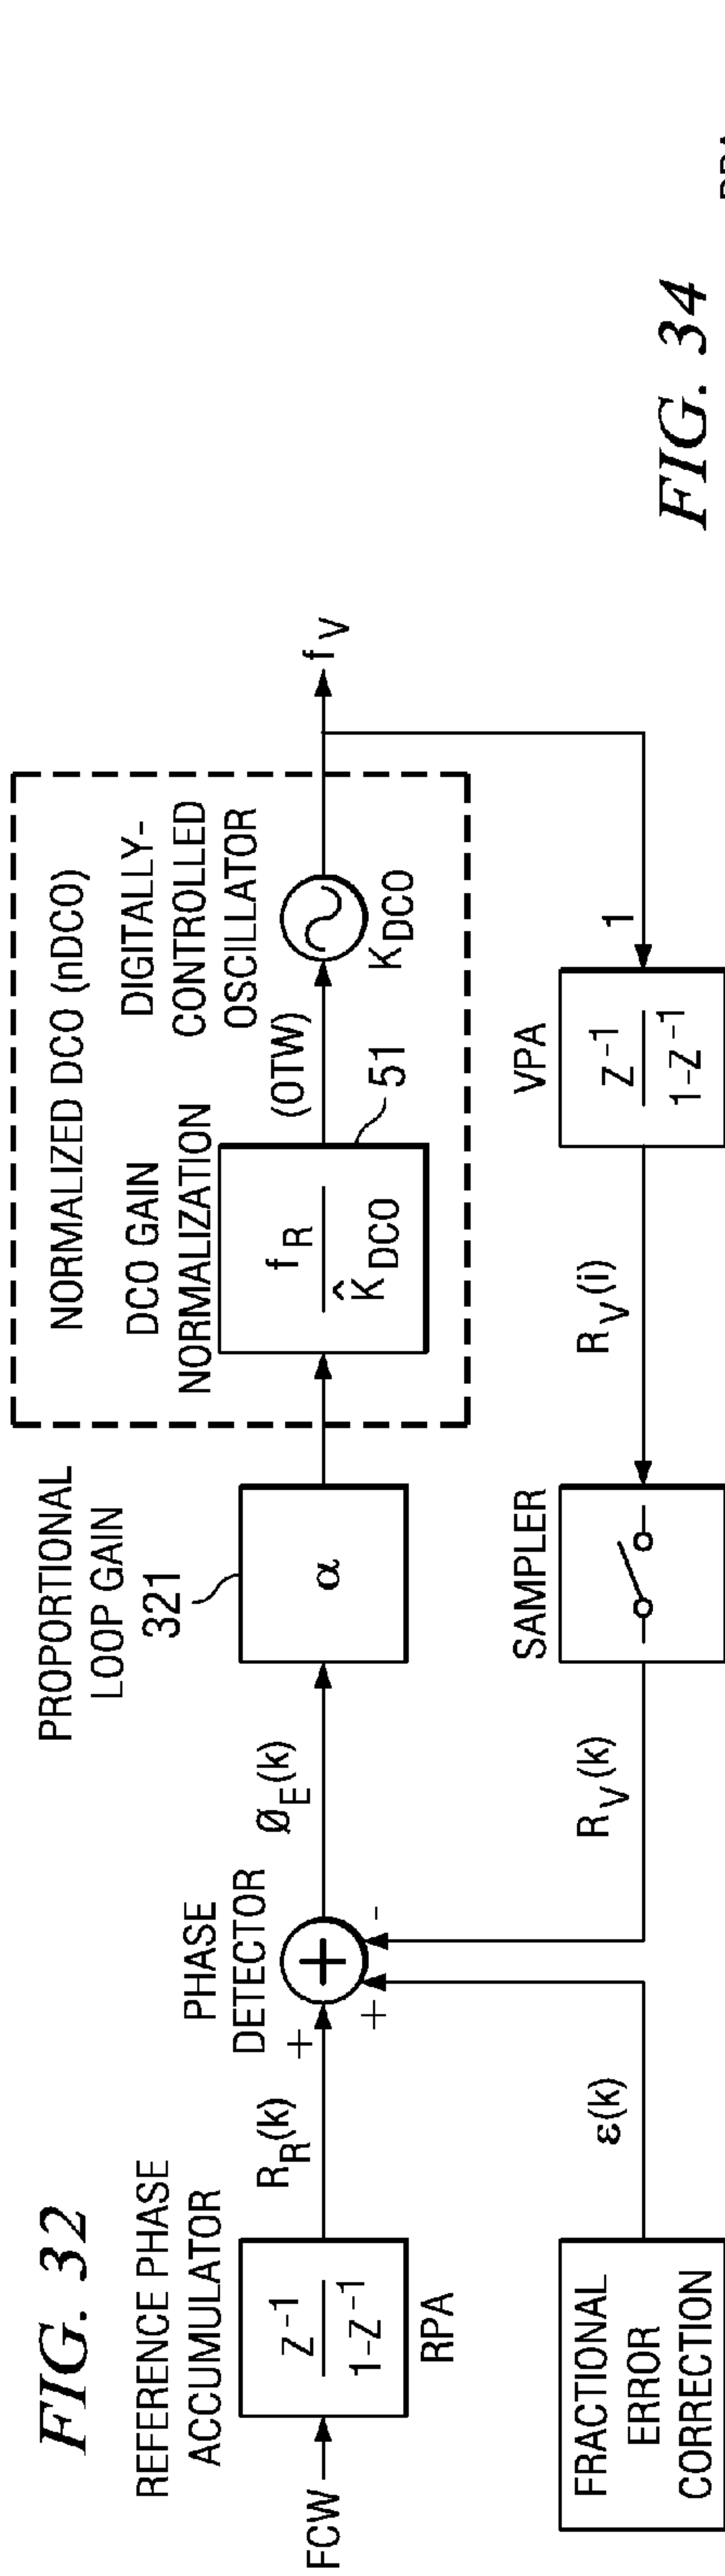 FIG. 32
REFERENCE PHASE
ACCUMULATOR
FCW
Z⁻¹
1-Z⁻¹
RPA
R_R(k)
PHASE
DETECTOR
+
+
+
-
Ø_E(k)
PROPORTIONAL
LOOP GAIN
321
α
NORMALIZED DCO (nDCO)
DCO GAIN
NORMALIZATION
f_R
K̂_DCO
51
(OTW)
DIGITALLY-
CONTROLLED
OSCILLATOR
K_DCO
f_V
FRACTIONAL
ERROR
CORRECTION
ε(k)
R_V(k)
SAMPLER
R_V(i)
VPA
Z⁻¹
1-Z⁻¹
1
FIG. 34